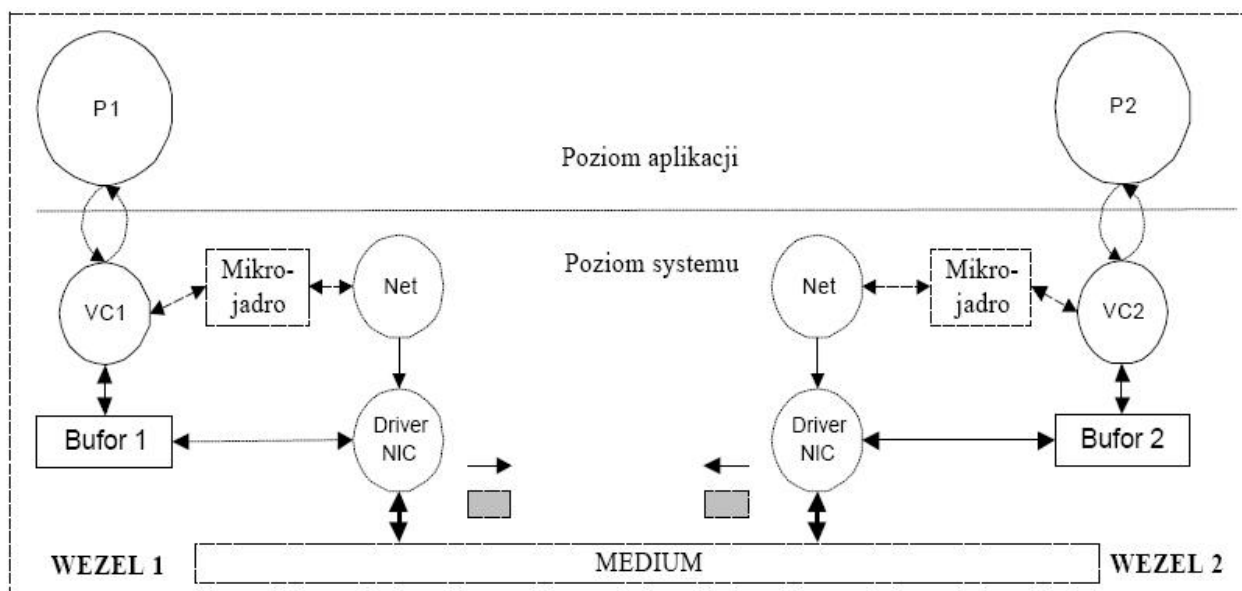 P1
P2
Poziom aplikacji
Poziom systemu
Mikro-
jadro
Net
Net
Mikro-
jadro
VC1
VC2
Bufor 1
Driver
NIC
Driver
NIC
Bufor 2
WEZEL 1
MEDIUM
WEZEL 2